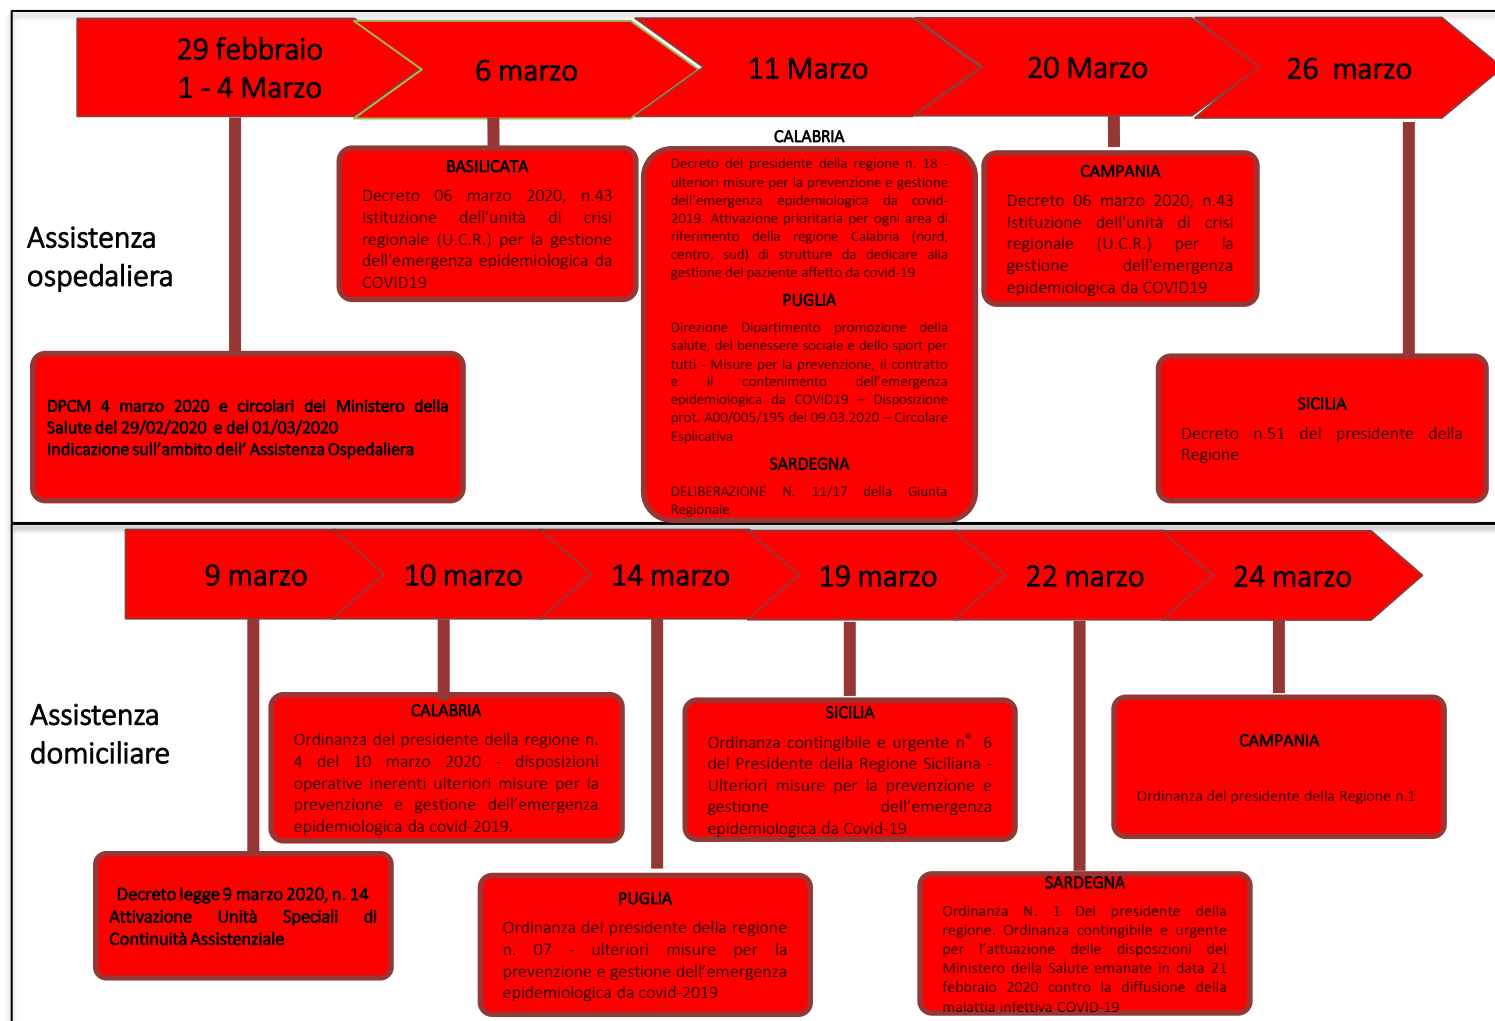 29 febbraio
1 - 4 Marzo
6 marzo
11 Marzo
20 Marzo
26 marzo
Assistenza
ospedaliera
DPCM 4 marzo 2020 e circolari del Ministero della
Salute del 29/02/2020 e del 01/03/2020
Indicazione sull'ambito dell' Assistenza Ospedaliera
BASILICATA
Decreto 06 marzo 2020, n.43
Istituzione dell'unità di crisi
regionale (U.C.R.) per la gestione
dell'emergenza epidemiologica da
COVID19
CALABRIA
Decreto del presidente della regione n. 18 -
ulteriori misure per la prevenzione e gestione
dell'emergenza epidemiologica da covid-
2019. Attivazione prioritaria per ogni area di
riferimento della regione Calabria (nord,
centro, sud) di strutture da dedicare alla
gestione del paziente affetto da covid-19
PUGLIA
Direzione Dipartimento promozione della
salute, del benessere sociale e dello sport per
tutti - Misure per la prevenzione, il contratto
e il contenimento dell'emergenza
epidemiologica da COVID19 – Disposizione
prot. A00/005/195 del 09.03.2020 – Circolare
Esplicativa
SARDEGNA
DELIBERAZIONE N. 11/17 della Giunta
Regionale
CAMPANIA
Decreto 06 marzo 2020, n.43
Istituzione dell'unità di crisi
regionale (U.C.R.) per la
gestione dell'emergenza
epidemiologica da COVID19
SICILIA
Decreto n.51 del presidente della
Regione
9 marzo
10 marzo
14 marzo
19 marzo
22 marzo
24 marzo
Assistenza
domiciliare
Decreto legge 9 marzo 2020, n. 14
Attivazione Unità Speciali di
Continuità Assistenziale
CALABRIA
Ordinanza del presidente della regione n.
4 del 10 marzo 2020 - disposizioni
operative inerenti ulteriori misure per la
prevenzione e gestione dell'emergenza
epidemiologica da covid-2019.
PUGLIA
Ordinanza del presidente della regione
n. 07 - ulteriori misure per la
prevenzione e gestione dell'emergenza
epidemiologica da covid-2019
SICILIA
Ordinanza contingibile e urgente n° 6
del Presidente della Regione Siciliana -
Ulteriori misure per la prevenzione e
gestione dell'emergenza
epidemiologica da Covid-19
SARDEGNA
Ordinanza N. 1 Del presidente della
regione. Ordinanza contingibile e urgente
per l'attuazione delle disposizioni del
Ministero della Salute emanate in data 21
febbraio 2020 contro la diffusione della
malattia infettiva COVID-19
CAMPANIA
Ordinanza del presidente della Regione n.1